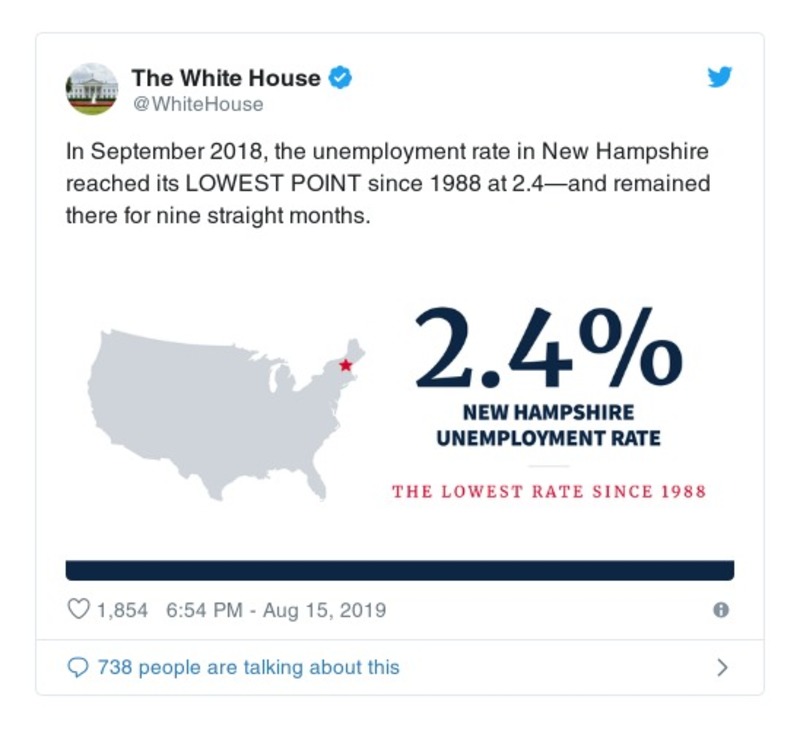 The White House
@WhiteHouse
In September 2018, the unemployment rate in New Hampshire
reached its LOWEST POINT since 1988 at 2.4—and remained
there for nine straight months.
2.4%
NEW HAMPSHIRE
UNEMPLOYMENT RATE
THE LOWEST RATE SINCE 1988
1,854 6:54 PM - Aug 15, 2019
738 people are talking about this